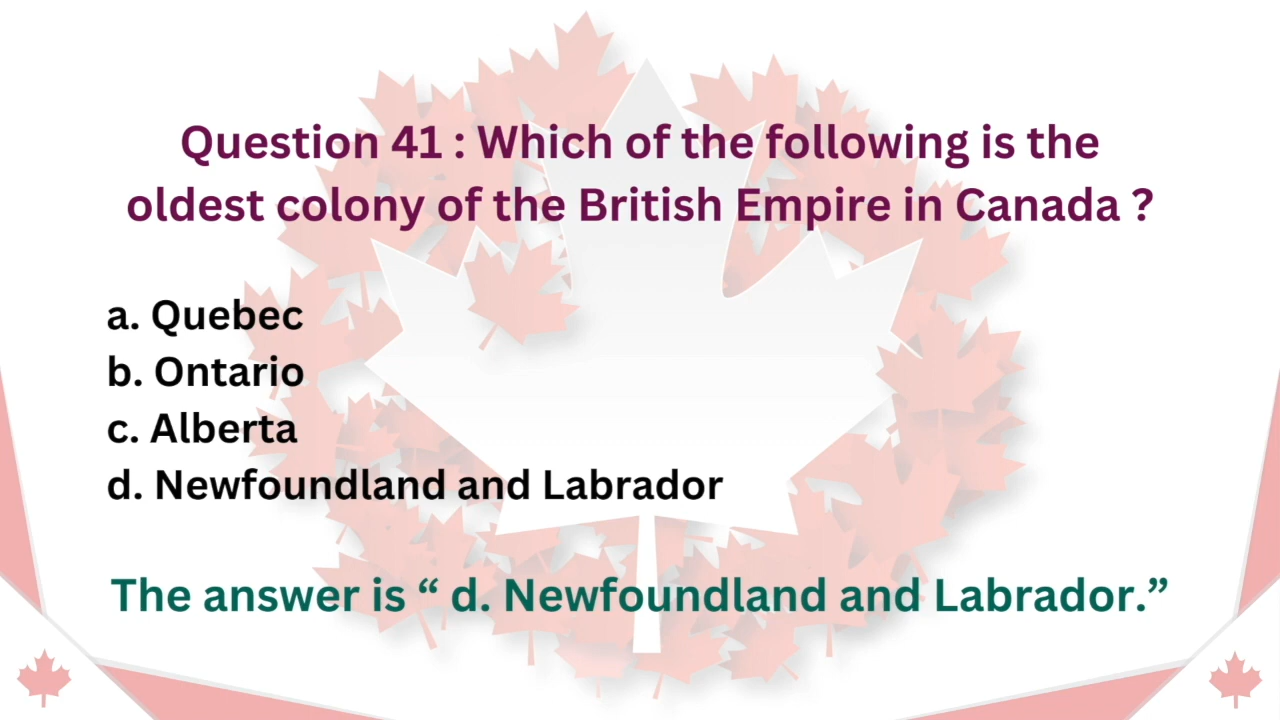 Question 41 : Which of the following is the
oldest colony of the British Empire in Canada ?
a. Quebec
b. Ontario
c. Alberta
d. Newfoundland and Labrador
The answer is “ d. Newfoundland and Labrador.”